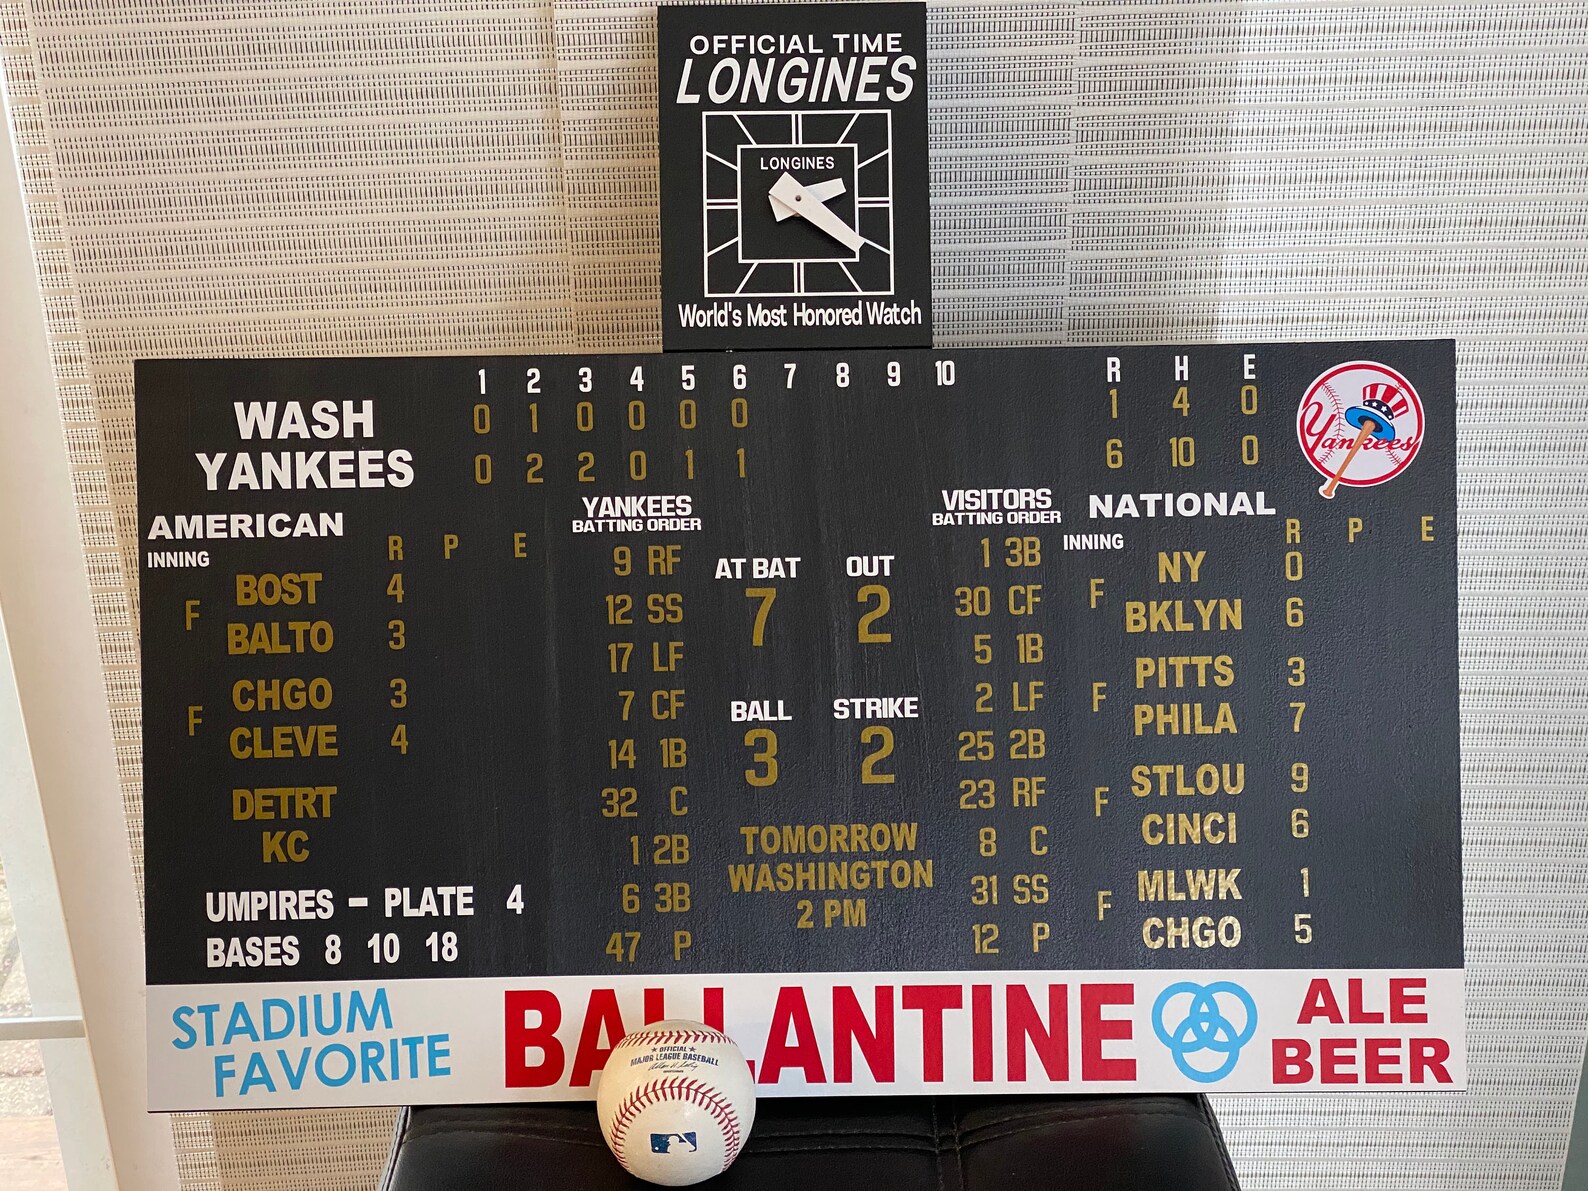 OFFICIAL TIME
LONGINES
LONGINES
World's Most Honored Watch
1 2 3 4 5 6 7 8 9 10 R H E
WASH 0 1 0 0 0 0 1 4 0
YANKEES 0 2 2 0 1 1 6 10 0
Yankees
AMERICAN
INNING R P E
F
BOST 4
BALTO 3
F
CHGO 3
CLEVE 4
DETRT
KC
UMPIRES - PLATE 4
BASES 8 10 18
YANKEES
BATTING ORDER
9 RF
12 SS
17 LF
7 CF
14 1B
32 C
1 2B
6 3B
47 P
AT BAT OUT
7 2
BALL STRIKE
3 2
TOMORROW
WASHINGTON
2 PM
VISITORS
BATTING ORDER
1 3B
30 CF
5 1B
2 LF
25 2B
23 RF
8 C
31 SS
12 P
NATIONAL
INNING R P E
F
NY 0
BKLYN 6
F
PITTS 3
PHILA 7
F
STLOU 9
CINCI 6
F
MLWK 1
CHGO 5
STADIUM
FAVORITE
BALLANTINE
ALE
BEER
OFFICIAL
MAJOR LEAGUE BASEBALL